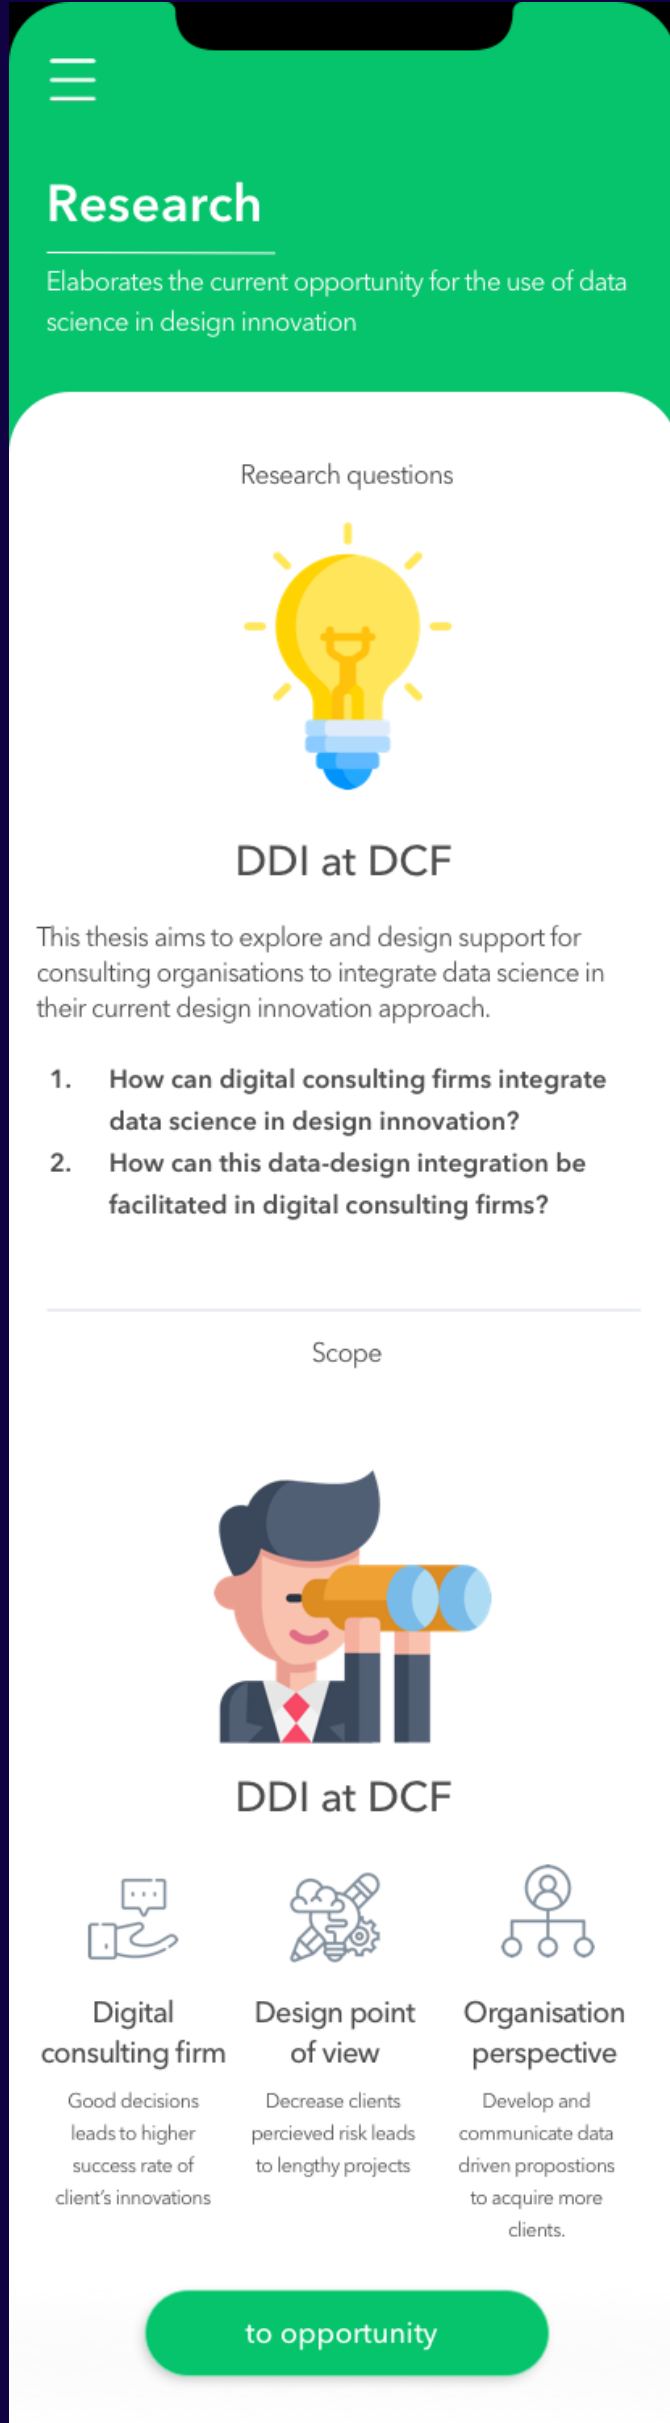 Research
Elaborates the current opportunity for the use of data
science in design innovation
Research questions
DDI at DCF
This thesis aims to explore and design support for
consulting organisations to integrate data science in
their current design innovation approach.
1. How can digital consulting firms integrate
data science in design innovation?
2. How can this data-design integration be
facilitated in digital consulting firms?
Scope
DDI at DCF
Digital
consulting firm
Good decisions
leads to higher
success rate of
client's innovations
Design point
of view
Decrease clients
percieved risk leads
to lengthy projects
Organisation
perspective
Develop and
communicate data
driven propostions
to acquire more
clients.
to opportunity